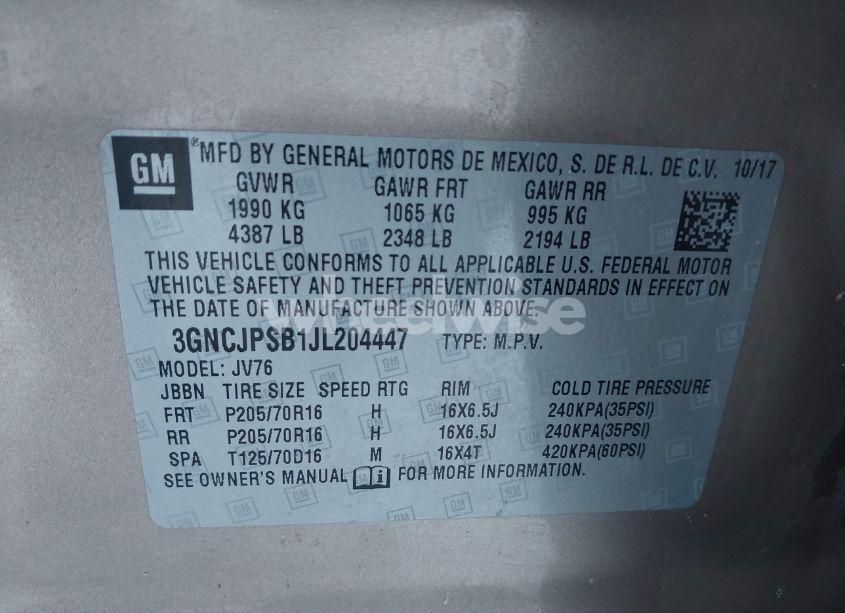 GM
®MFD BY GENERAL MOTORS DE MEXICO, S. DE R.L. DE C.V. 10/17
GVWR GAWR FRT GAWR RR
1990 KG 1065 KG 995 KG
4387 LB 2348 LB 2194 LB
THIS VEHICLE CONFORMS TO ALL APPLICABLE U.S. FEDERAL MOTOR
VEHICLE SAFETY AND THEFT PREVENTION STANDARDS IN EFFECT ON
THE DATE OF MANUFACTURE SHOWN ABOVE.
wheelwise
3GNCJPSB1JL204447 TYPE: M.P.V.
MODEL: JV76
JBBN TIRE SIZE SPEED RTG RIM COLD TIRE PRESSURE
FRT P205/70R16 H 16X6.5J 240KPA(35PSI)
RR P205/70R16 H 16X6.5J 240KPA(35PSI)
SPA T125/70D16 M 16X4T 420KPA(60PSI)
SEE OWNER'S MANUAL i FOR MORE INFORMATION.